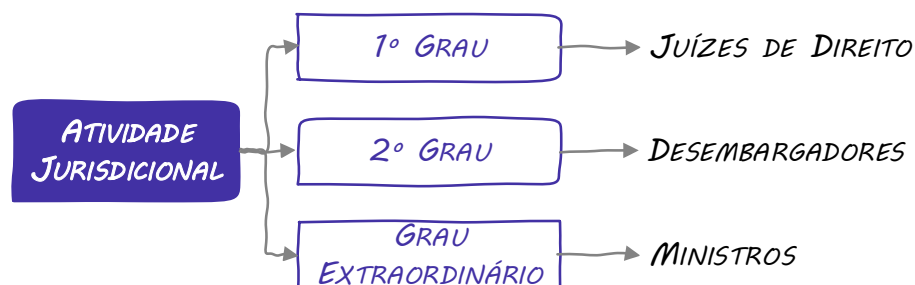 1º GRAU
JUÍZES DE DIREITO
ATIVIDADE
JURISDICIONAL
2º GRAU
DESEMBARGADORES
GRAU
EXTRAORDINÁRIO
MINISTROS